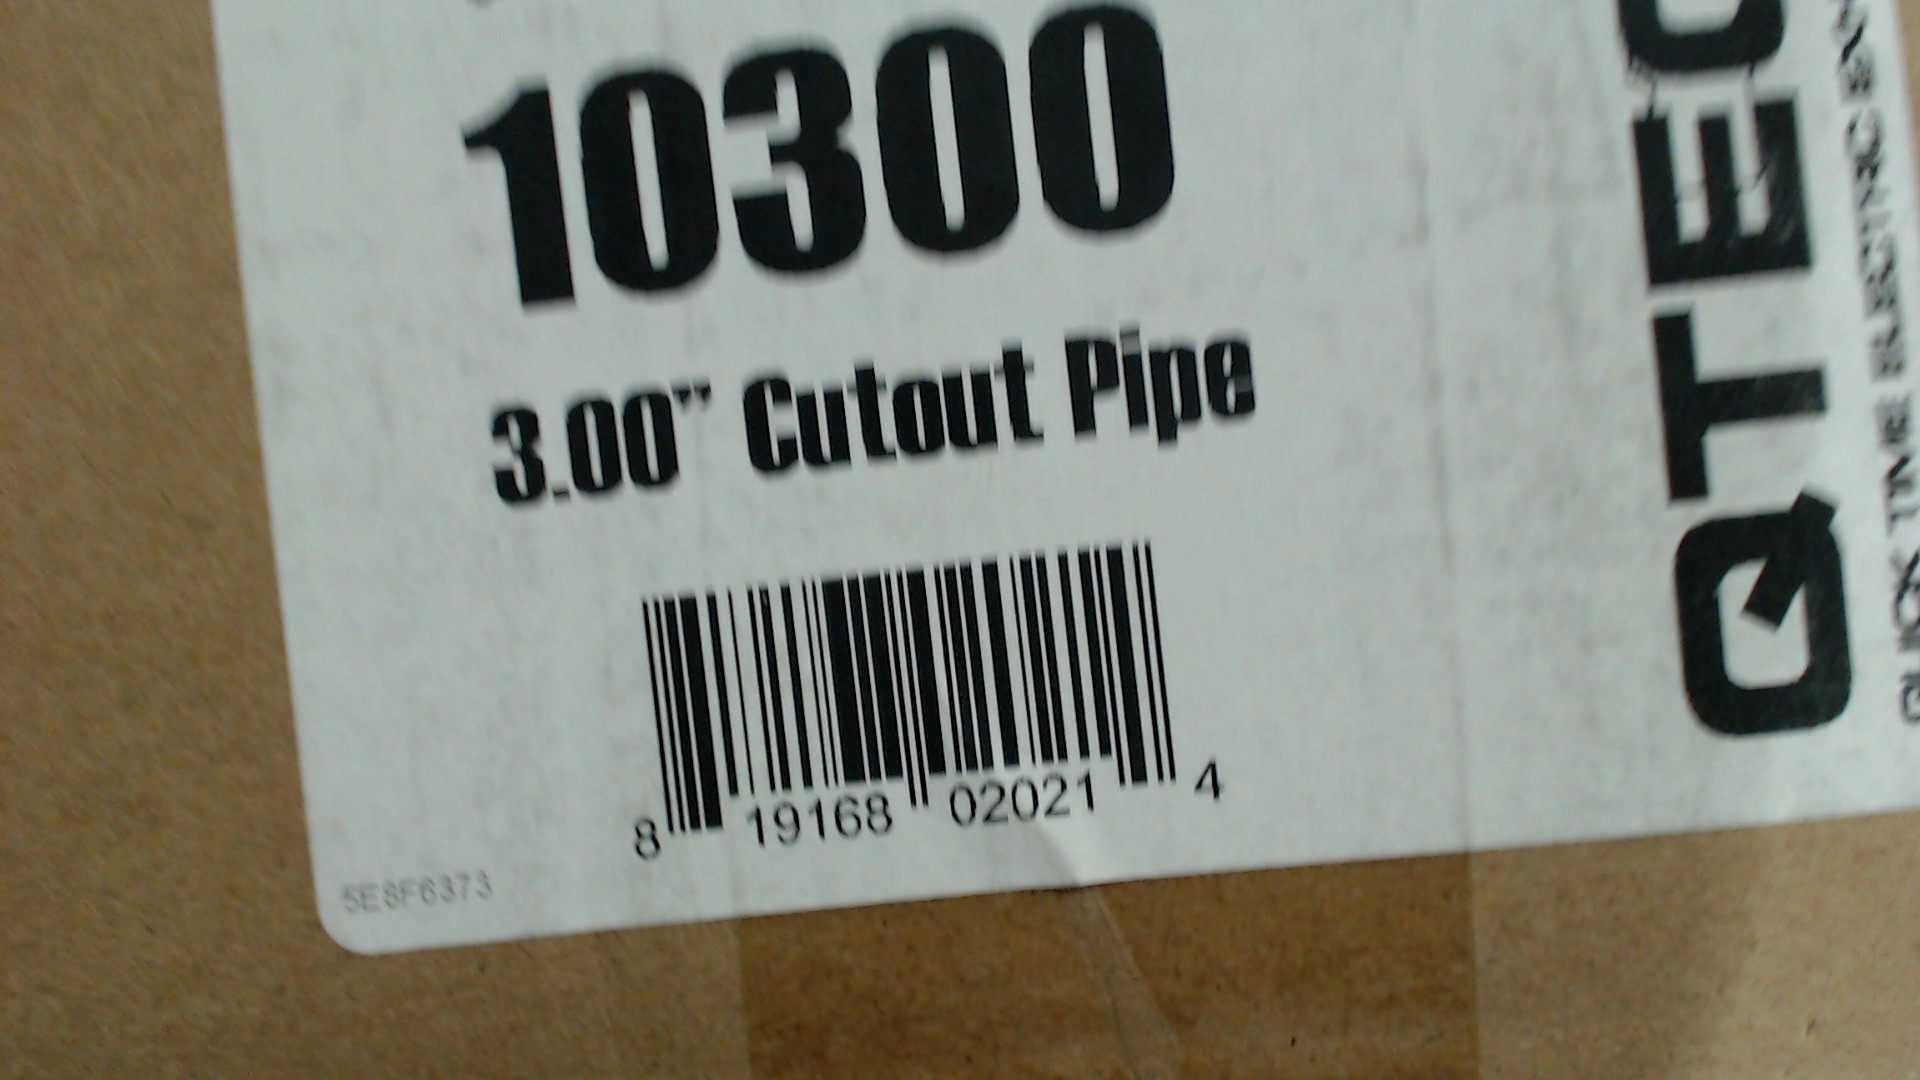 10300
3.00” Cutout Pipe
8 19168 02021 4
5E8F6373
QTEC